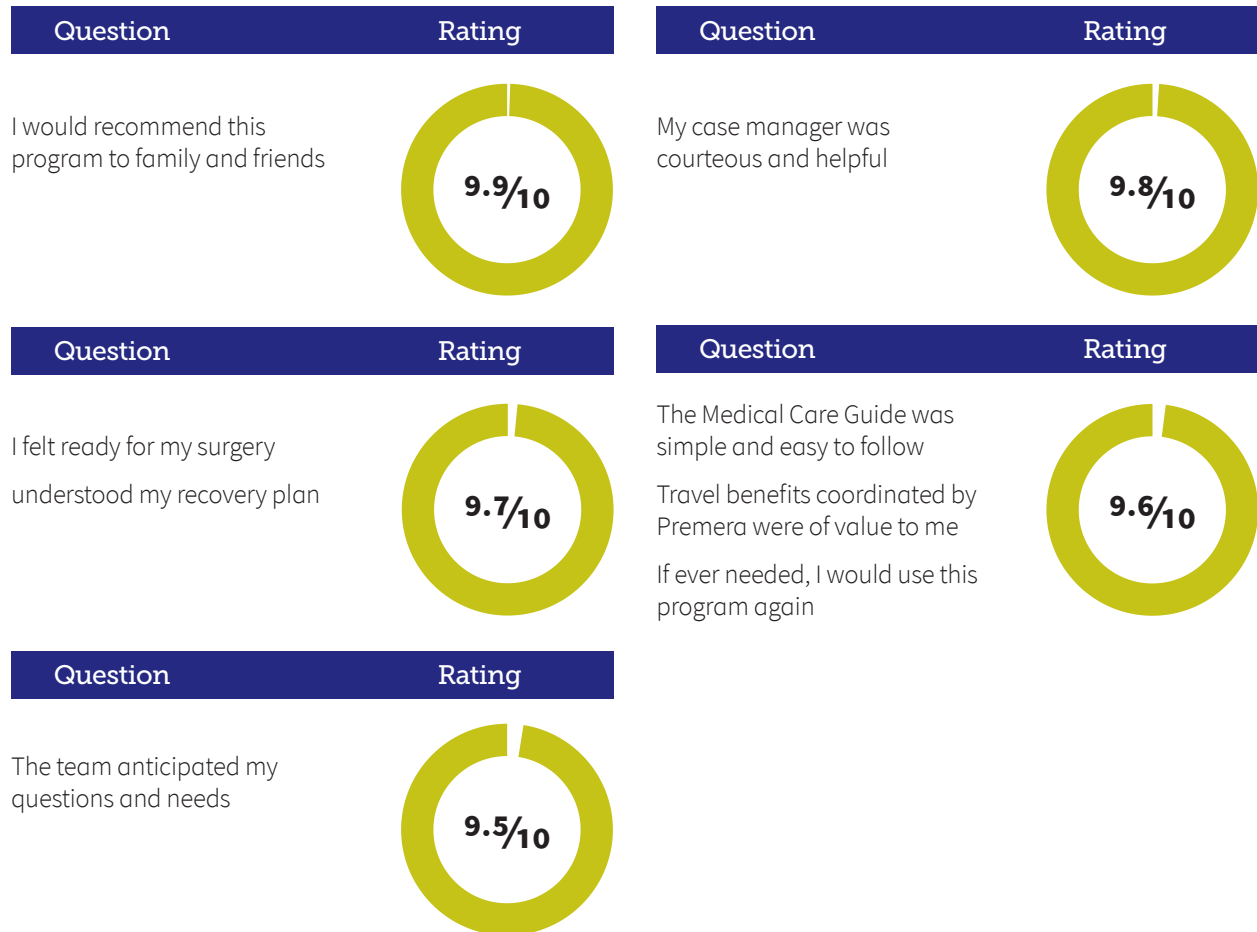 Question Rating
I would recommend this
program to family and friends
9.9/10
Question Rating
My case manager was
courteous and helpful
9.8/10
Question Rating
I felt ready for my surgery
understood my recovery plan
9.7/10
Question Rating
The Medical Care Guide was
simple and easy to follow
Travel benefits coordinated by
Premera were of value to me
If ever needed, I would use this
program again
9.6/10
Question Rating
The team anticipated my
questions and needs
9.5/10